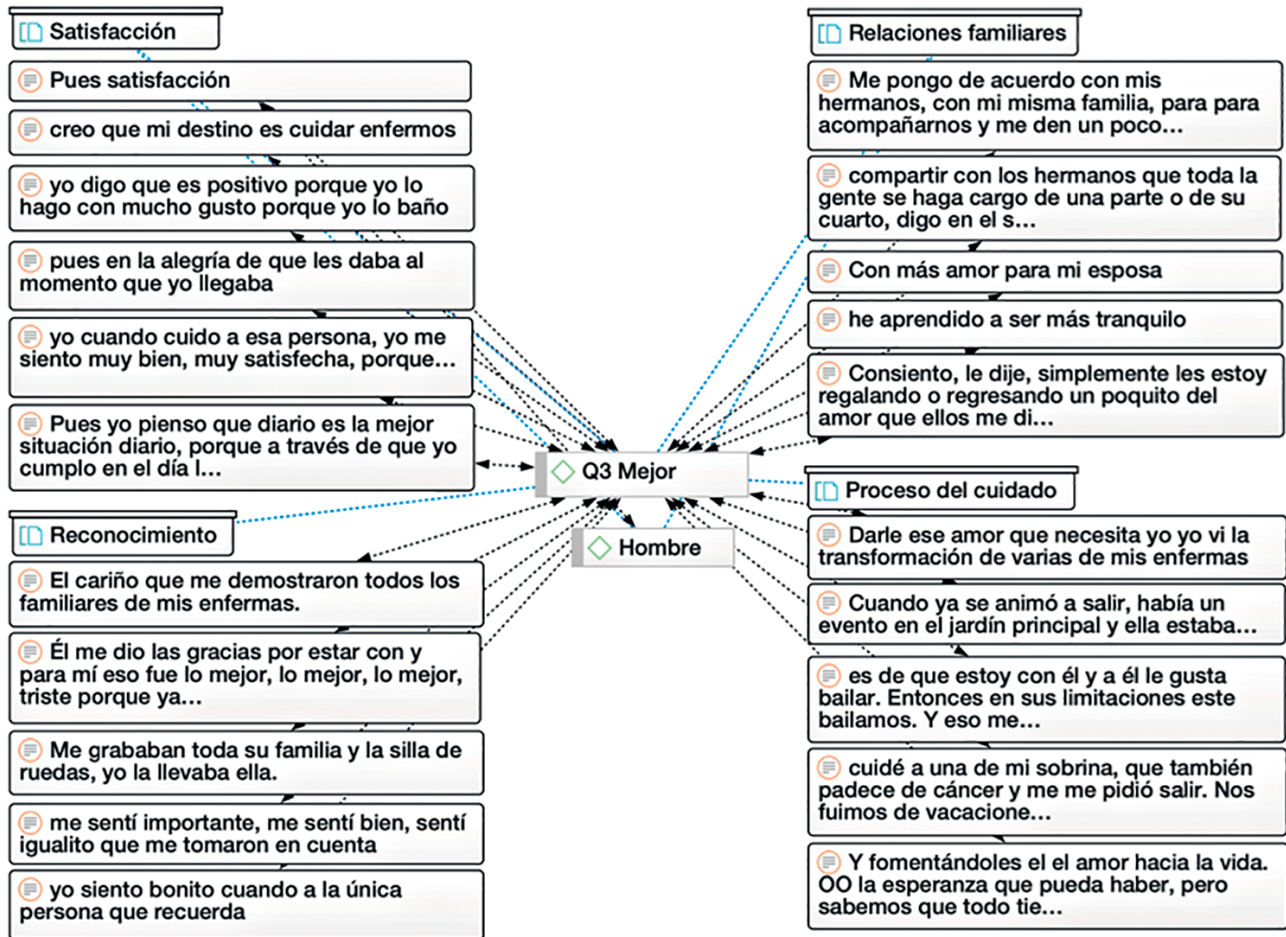 Satisfacción
Pues satisfacción
creo que mi destino es cuidar enfermos
yo digo que es positivo porque yo lo
hago con mucho gusto porque yo lo baño
pues en la alegría de que les daba al
momento que yo llegaba
yo cuando cuido a esa persona, yo me
siento muy bien, muy satisfecha, porque…
Pues yo pienso que diario es la mejor
situación diario, porque a través de que yo
cumplo en el día l…
Reconocimiento
El cariño que me demostraron todos los
familiares de mis enfermas.
Él me dio las gracias por estar con y
para mí eso fue lo mejor, lo mejor, lo mejor,
triste porque ya…
Me grababan toda su familia y la silla de
ruedas, yo la llevaba ella.
me sentí importante, me sentí bien, sentí
igualito que me tomaron en cuenta
yo siento bonito cuando a la única
persona que recuerda
Q3 Mejor
Hombre
Relaciones familiares
Me pongo de acuerdo con mis
hermanos, con mi misma familia, para para
acompañarnos y me den un poco…
compartir con los hermanos que toda la
gente se haga cargo de una parte o de su
cuarto, digo en el s…
Con más amor para mi esposa
he aprendido a ser más tranquilo
Consiento, le dije, simplemente les estoy
regalando o regresando un poquito del
amor que ellos me di…
Proceso del cuidado
Darle ese amor que necesita yo yo vi la
transformación de varias de mis enfermas
Cuando ya se animó a salir, había un
evento en el jardín principal y ella estaba…
es de que estoy con él y a él le gusta
bailar. Entonces en sus limitaciones este
bailamos. Y eso me…
cuidé a una de mi sobrina, que también
padece de cáncer y me me pidió salir. Nos
fuimos de vacacione…
Y fomentándoles el el amor hacia la vida.
OO la esperanza que pueda haber, pero
sabemos que todo tie…